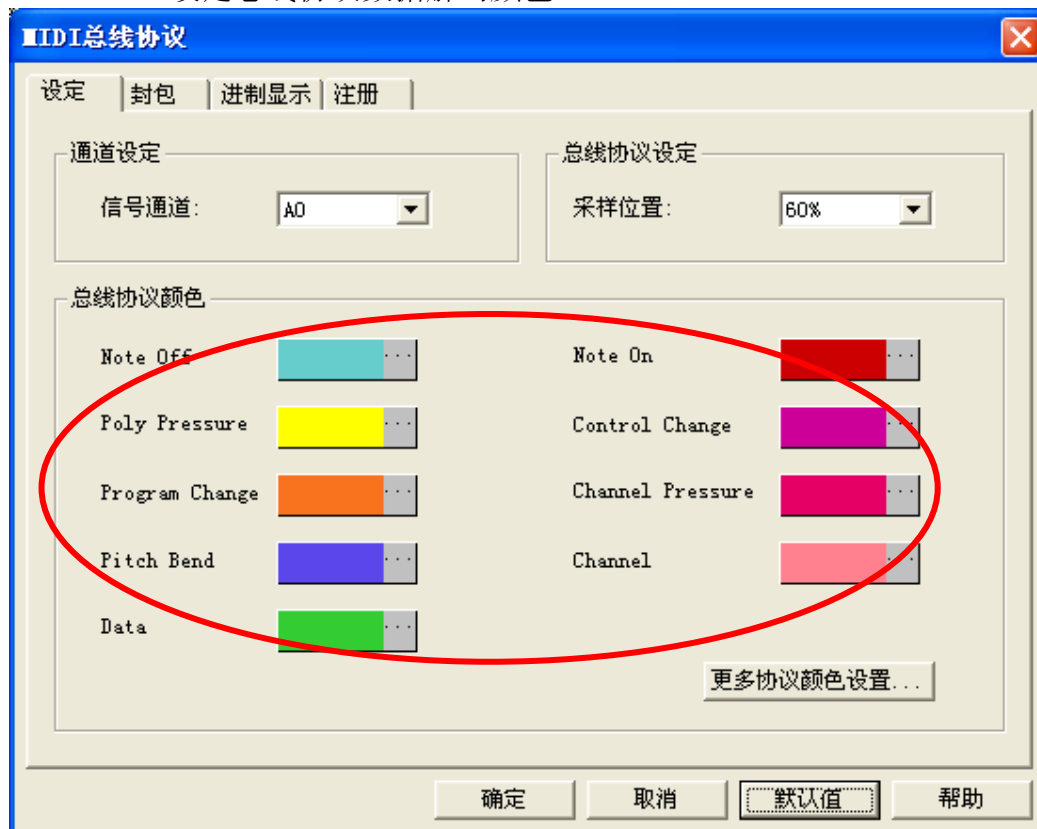 MIDI总线协议
设定 封包 进制显示 注册
通道设定
信号通道: A0
总线协议设定
采样位置: 60%
总线协议颜色
Note Off ... Note On ...
Poly Pressure ... Control Change ...
Program Change ... Channel Pressure ...
Pitch Bend ... Channel ...
Data ...
更多协议颜色设置...
确定 取消 默认值 帮助